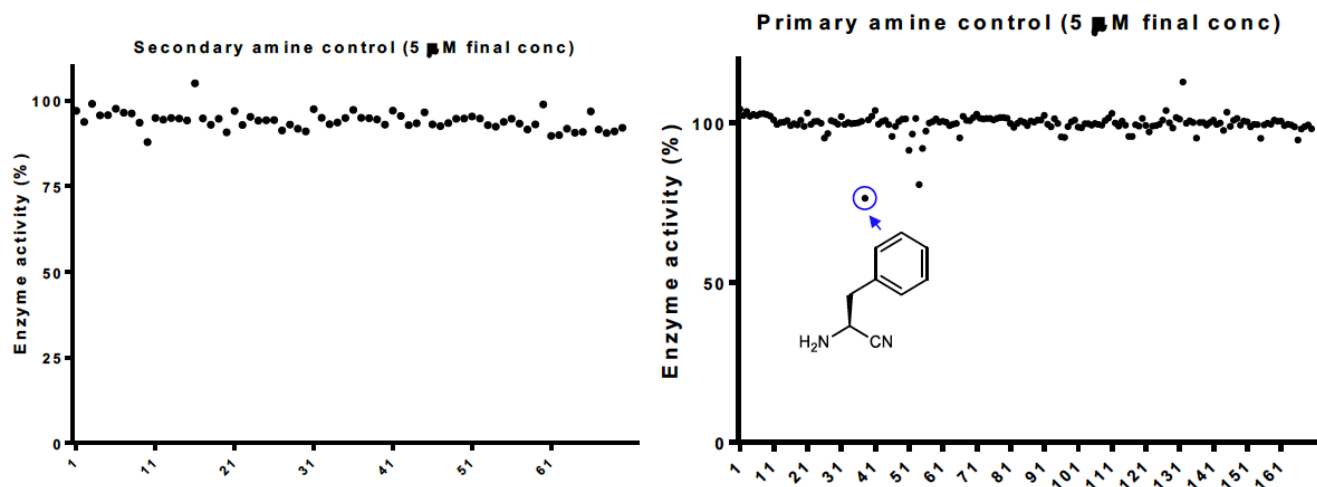 Secondary amine control (5 μM final conc)
Enzyme activity (%)
100
75
50
25
0
1 11 21 31 41 51 61
Primary amine control (5 μM final conc)
Enzyme activity (%)
100
50
0
H₂N CN
1 11 21 31 41 51 61 71 81 91 101 111 121 131 141 151 161